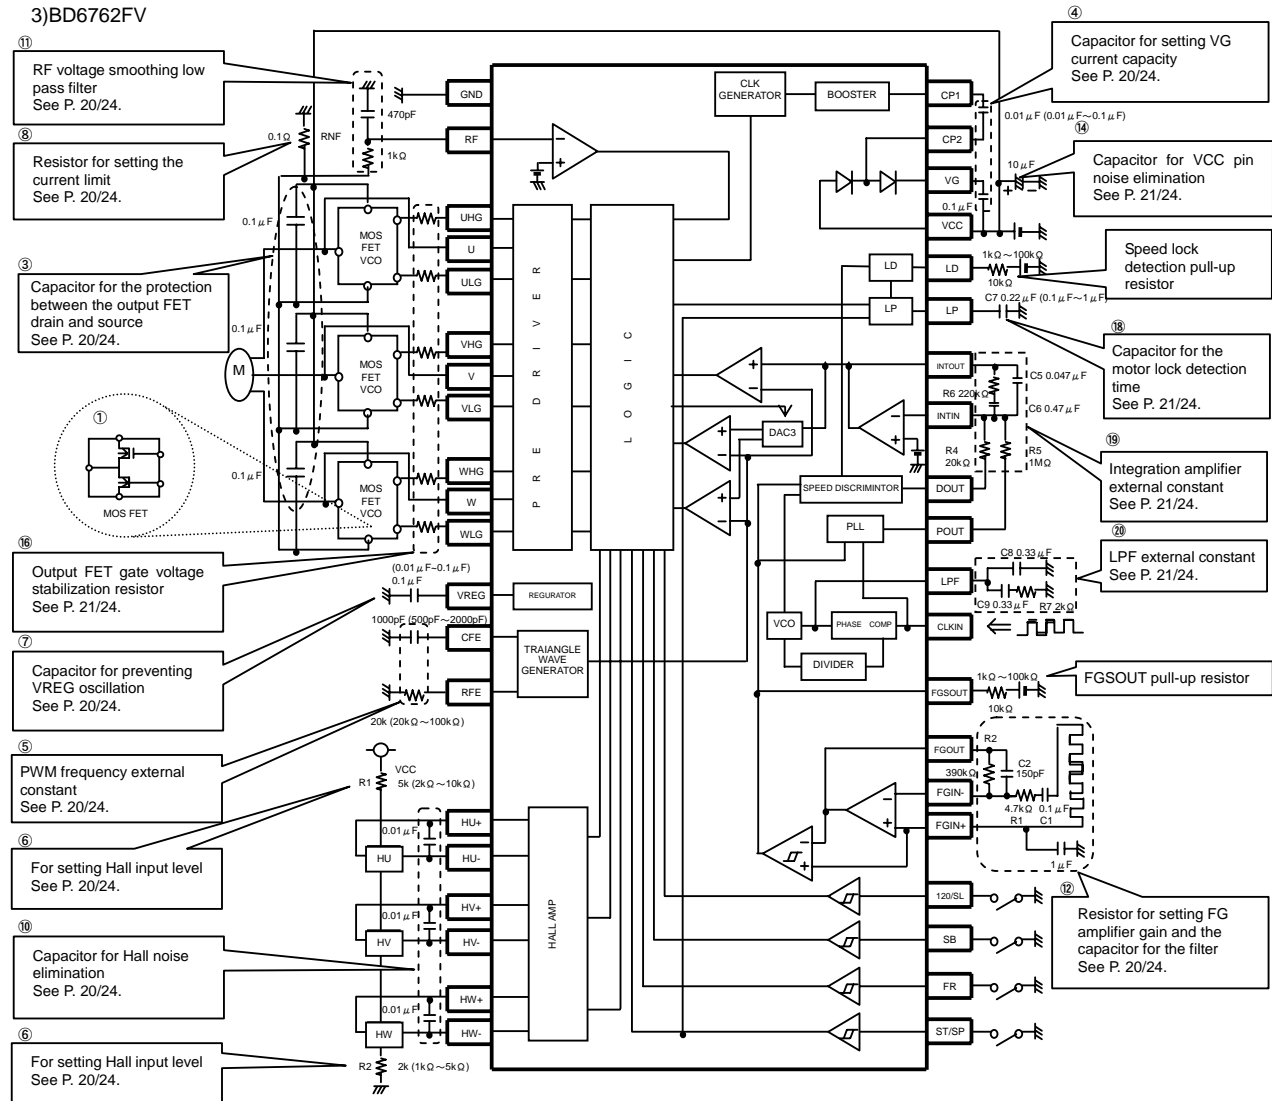 3)BD6762FV
⑪
RF voltage smoothing low
pass filter
See P. 20/24.
⑧
Resistor for setting the
current limit
See P. 20/24.
③
Capacitor for the protection
between the output FET
drain and source
See P. 20/24.
①
MOS FET
⑯
Output FET gate voltage
stabilization resistor
See P. 21/24.
⑦
Capacitor for preventing
VREG oscillation
See P. 20/24.
⑤
PWM frequency external
constant
See P. 20/24.
⑥
For setting Hall input level
See P. 20/24.
⑩
Capacitor for Hall noise
elimination
See P. 20/24.
⑥
For setting Hall input level
See P. 20/24.
470pF
0.1Ω
RNF
1kΩ
0.1μF
MOS
FET
VCO
0.1μF
M
MOS
FET
VCO
0.1μF
MOS
FET
VCO
(0.01μF~0.1μF)
0.1μF
1000pF (500pF~2000pF)
20k (20kΩ~100kΩ)
VCC
R1
5k (2kΩ~10kΩ)
0.01μF
HU
0.01μF
HV
0.01μF
HW
R2
2k (1kΩ~5kΩ)
GND
RF
UHG
U
ULG
VHG
V
VLG
WHG
W
WLG
VREG
CFE
RFE
HU+
HU-
HV+
HV-
HW+
HW-
PRE DRIVER
LOGIC
REGURATOR
TRAIANGLE
WAVE
GENERATOR
HALL AMP
CLK
GENERATOR
BOOSTER
LD
LP
DAC3
SPEED DISCRIMINTOR
PLL
VCO
PHASE COMP
DIVIDER
CP1
CP2
VG
VCC
LD
LP
INTOUT
INTIN
DOUT
POUT
LPF
CLKIN
FGSOUT
FGOUT
FGIN-
FGIN+
120/SL
SB
FR
ST/SP
④
Capacitor for setting VG
current capacity
See P. 20/24.
0.01μF (0.01μF~0.1μF)
10μF
+
−
0.1μF
⑭
Capacitor for VCC pin
noise elimination
See P. 21/24.
1kΩ~100kΩ
10kΩ
Speed lock
detection pull-up
resistor
C7 0.22μF (0.1μF~1μF)
⑱
Capacitor for the
motor lock detection
time
See P. 21/24.
C5 0.047μF
R6 220kΩ
C6 0.47μF
R4
20kΩ
R5
1MΩ
⑲
Integration amplifier
external constant
See P. 21/24.
⑳
LPF external constant
See P. 21/24.
C8 0.33μF
C9 0.33μF
R7 2kΩ
1kΩ~100kΩ
10kΩ
FGSOUT pull-up resistor
R2
390kΩ
C2
150pF
4.7kΩ
0.1μF
R1
C1
1μF
⑫
Resistor for setting FG
amplifier gain and the
capacitor for the filter
See P. 20/24.